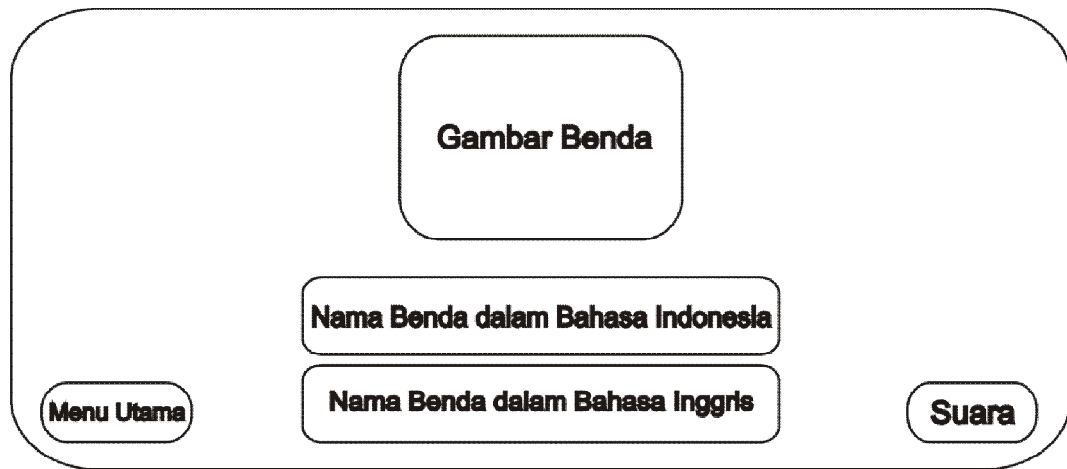 Gambar Benda
Nama Benda dalam Bahasa Indonesia
Nama Benda dalam Bahasa Inggris
Menu Utama
Suara